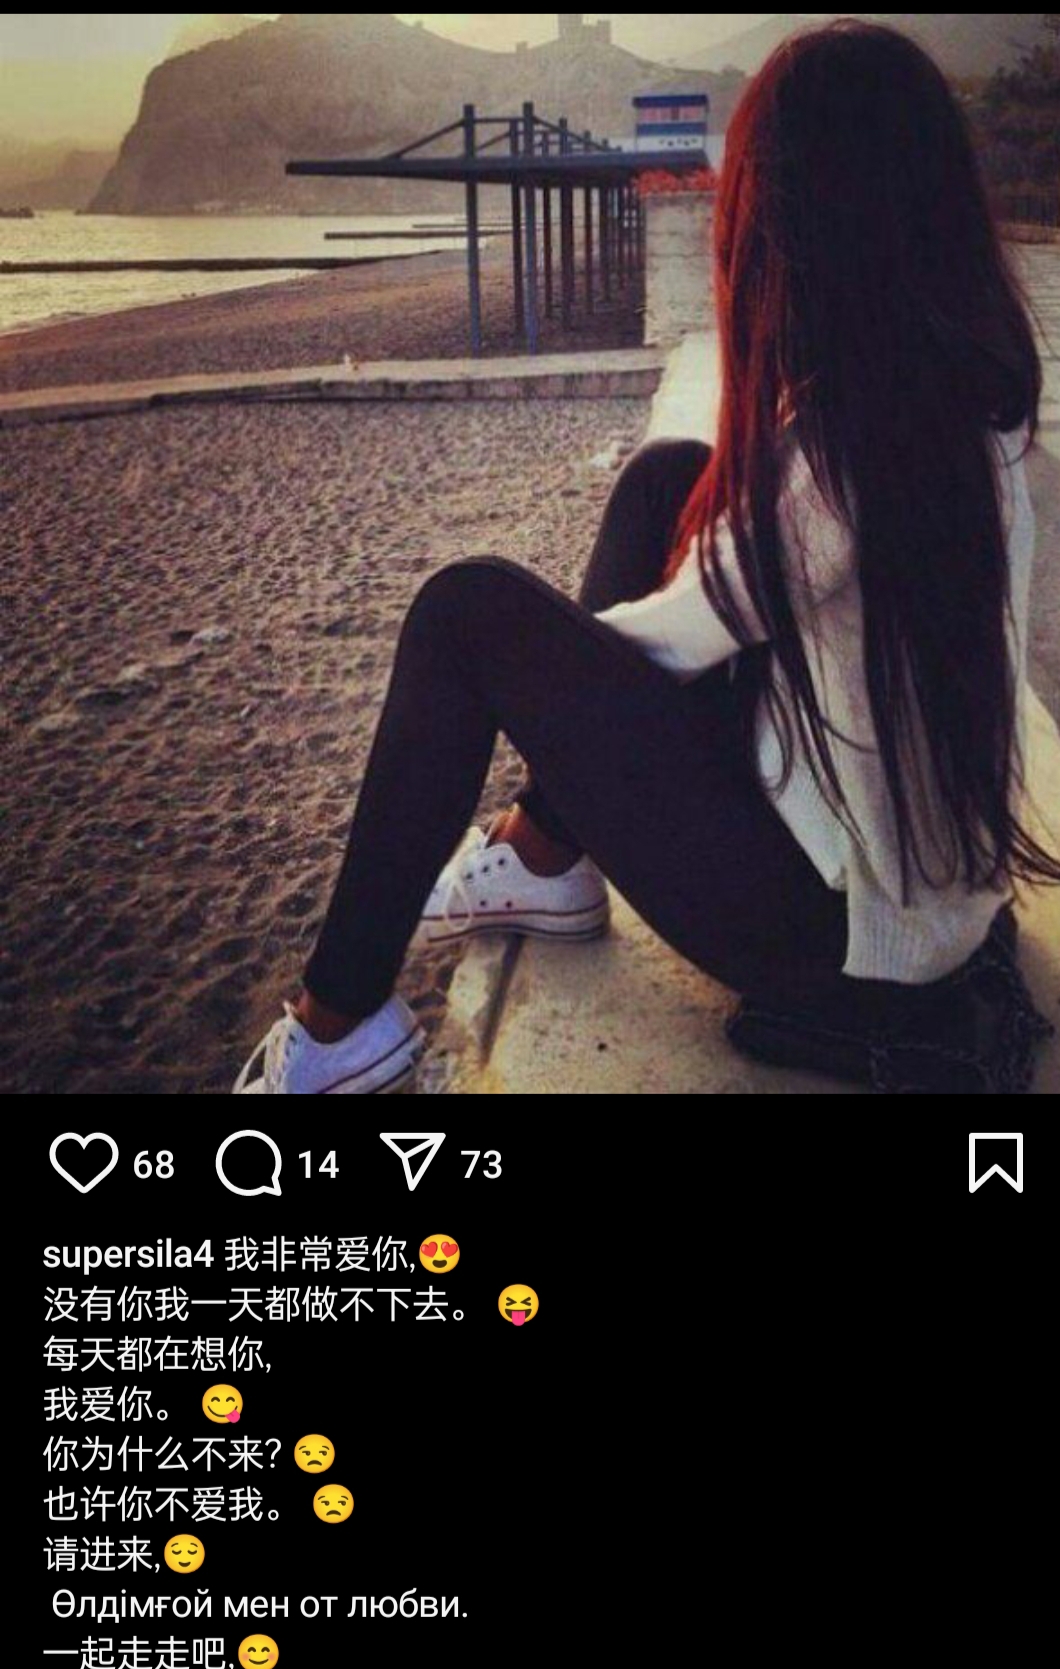 68 14 73
supersila4 我非常爱你,😍
没有你我一天都做不下去。 😝
每天都在想你,
我爱你。 😋
你为什么不来? 😒
也许你不爱我。 😒
请进来,😌
Өлдімғой мен от любви.
一起走走吧,😊